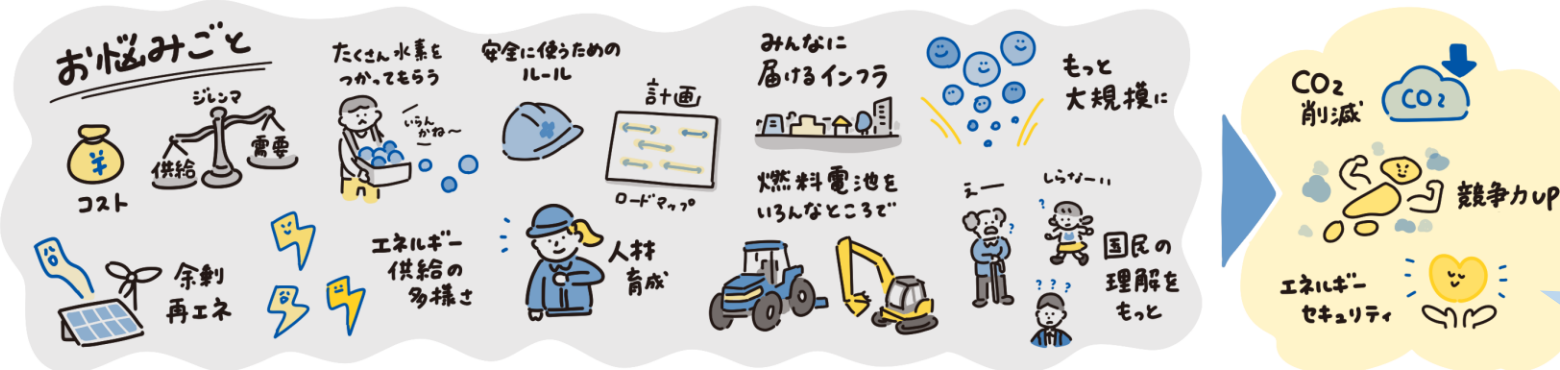 お悩みごと
¥
コスト
ジレンマ
供給
需要
たくさん水素を
つかってもらう
いらん
かね〜
安全に使うための
ルール
計画
ロードマップ
みんなに
届けるインフラ
もっと
大規模に
余剰
再エネ
エネルギー
供給の
多様さ
人材
育成
燃料電池を
いろんなところで
えー
?
しらなーい
?
?
? ? ?
国民の
理解を
もっと
CO2
削減
CO2
競争力UP
エネルギー
セキュリティ